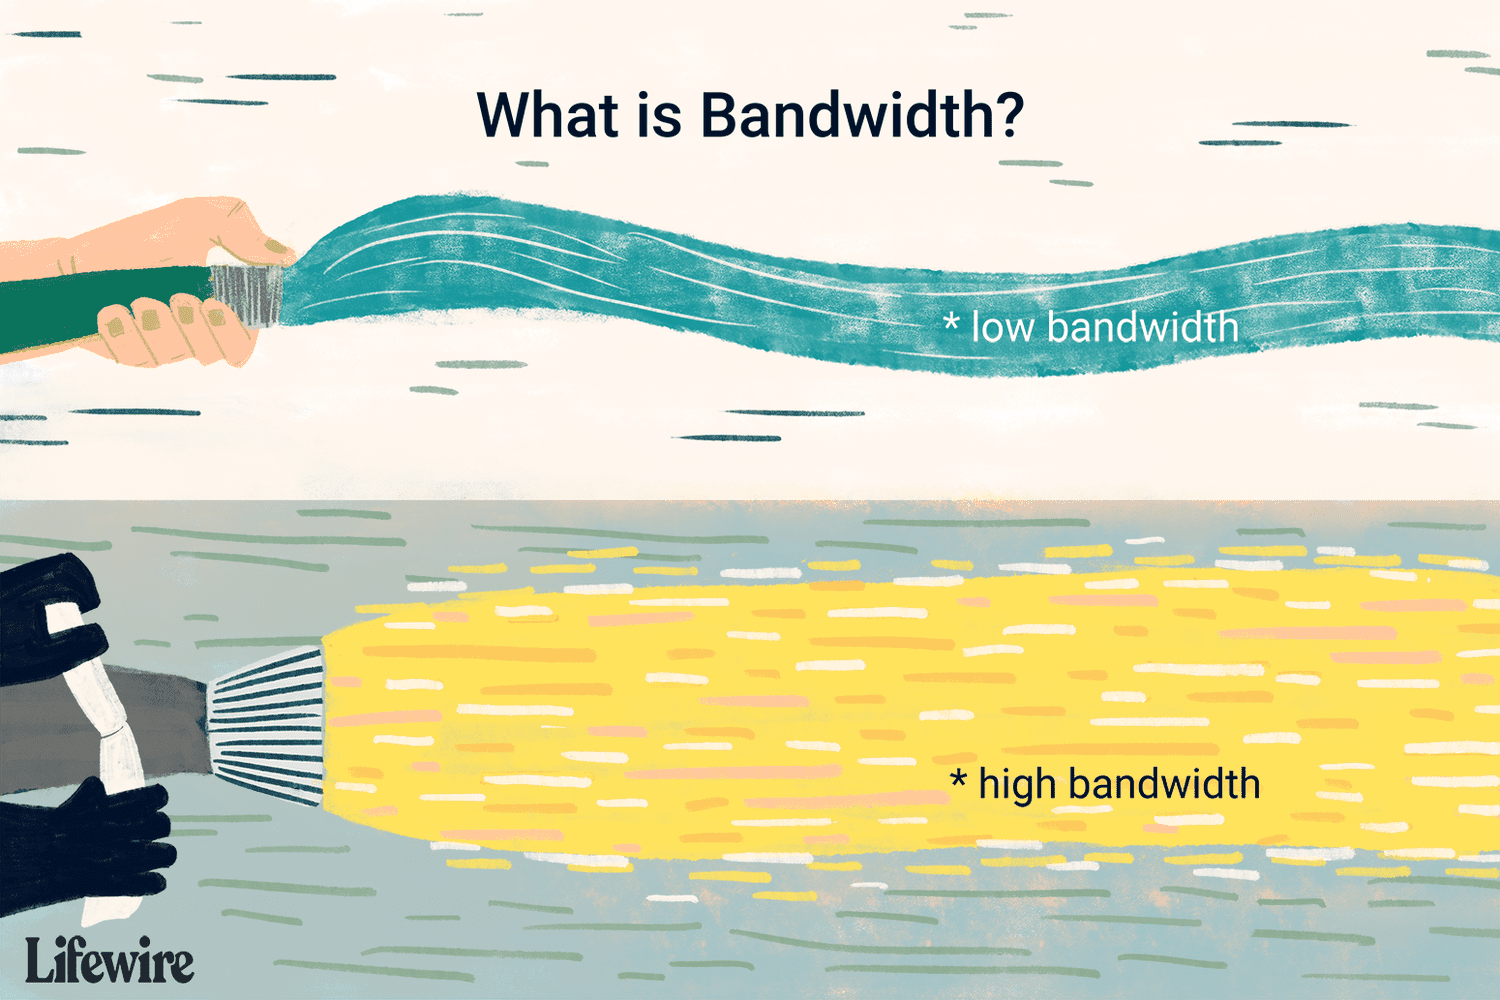 What is Bandwidth?
* low bandwidth
* high bandwidth
Lifewire